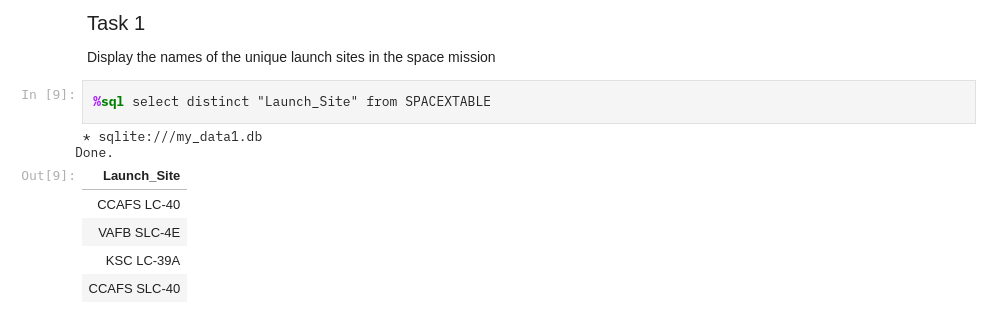 Task 1
Display the names of the unique launch sites in the space mission
In [9]: %sql select distinct "Launch_Site" from SPACEXTABLE
* sqlite:///my_data1.db
Done.
Out[9]: Launch_Site
CCAFS LC-40
VAFB SLC-4E
KSC LC-39A
CCAFS SLC-40